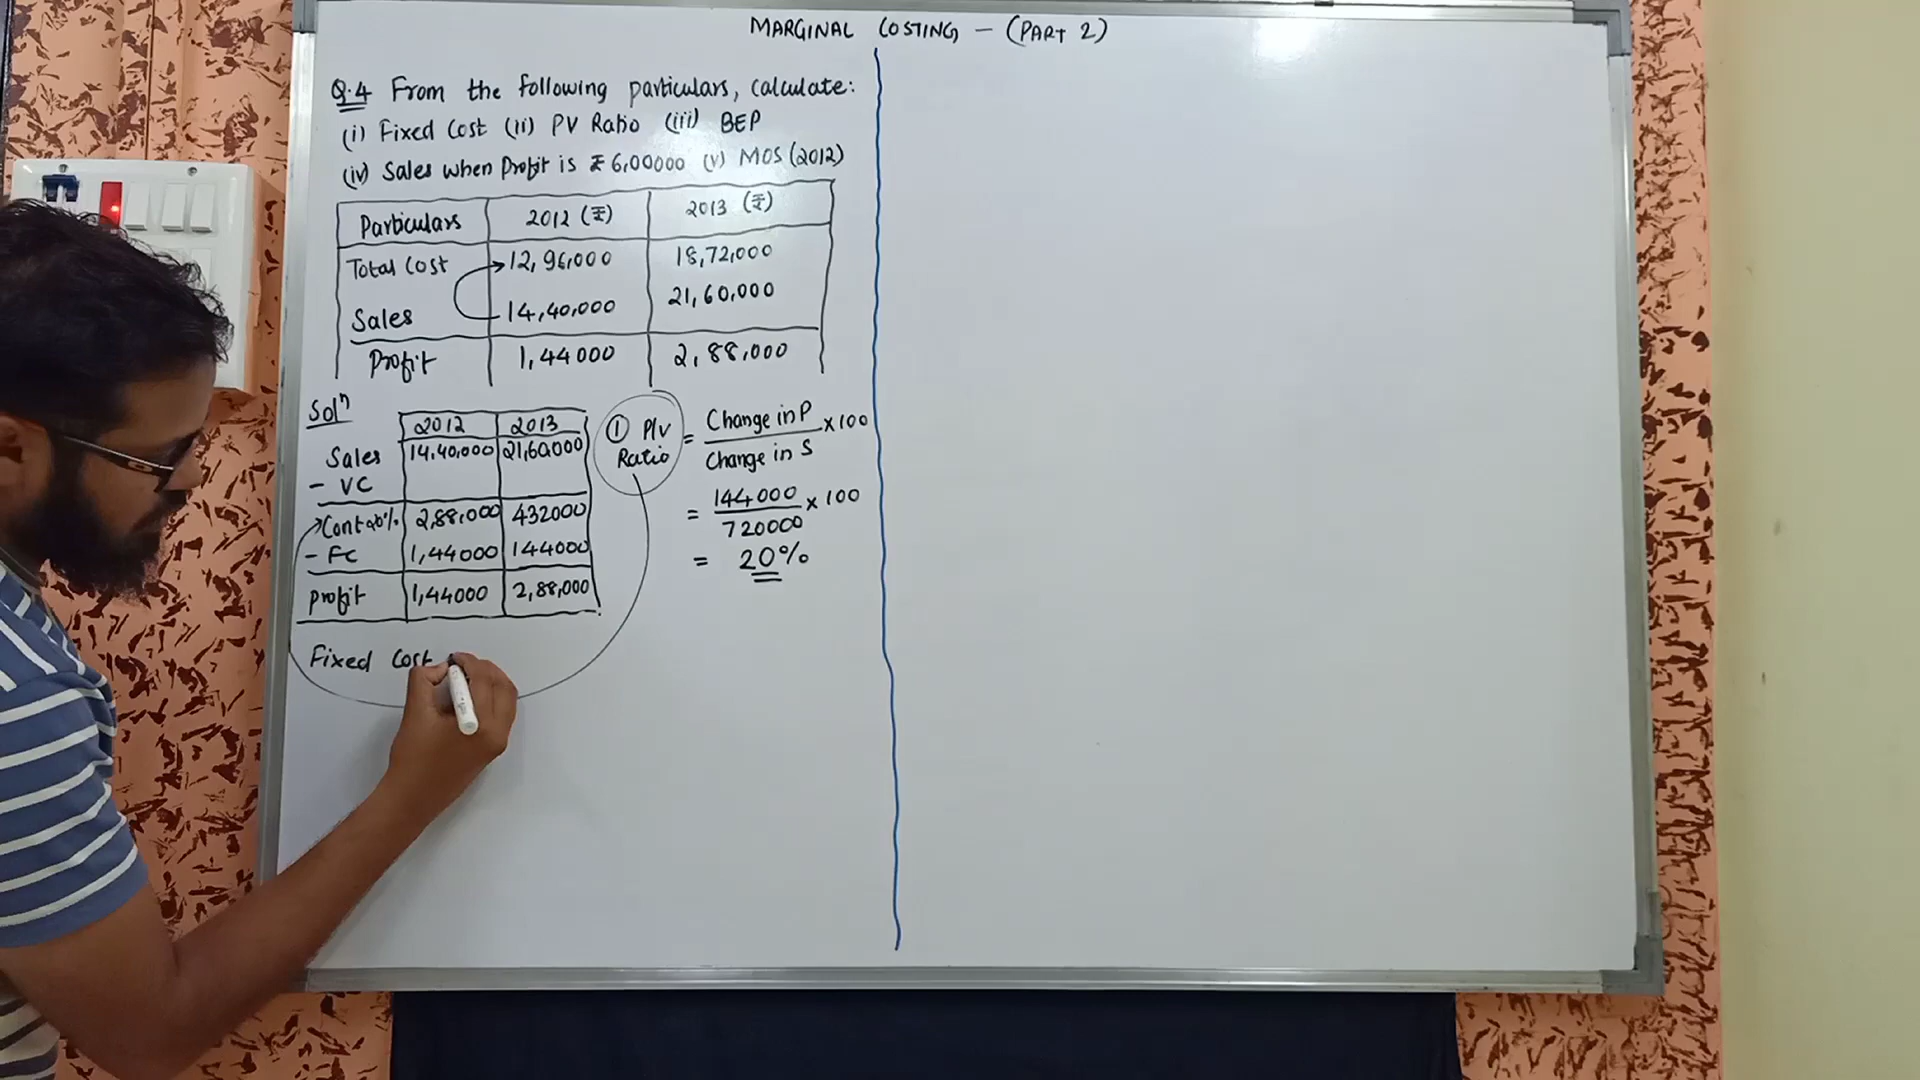 MARGINAL COSTING – (PART 2)
Q.4 From the following particulars, calculate:
(i) Fixed Cost (ii) PV Ratio (iii) BEP
(iv) Sales when Profit is ₹ 6,00000 (v) MOS (2012)
Particulars 2012 (₹) 2013 (₹)
Total Cost 12,96,000 18,72,000
Sales 14,40,000 21,60,000
Profit 1,44000 2,88,000
Solⁿ
2012 2013
Sales 14,40,000 21,60,000
- VC
Cont 20% 2,88,000 432000
- FC 1,44000 144000
Profit 1,44000 2,88,000
① P/V Ratio = Change in P / Change in S × 100
= 144000 / 720000 × 100
= 20%
Fixed Cost